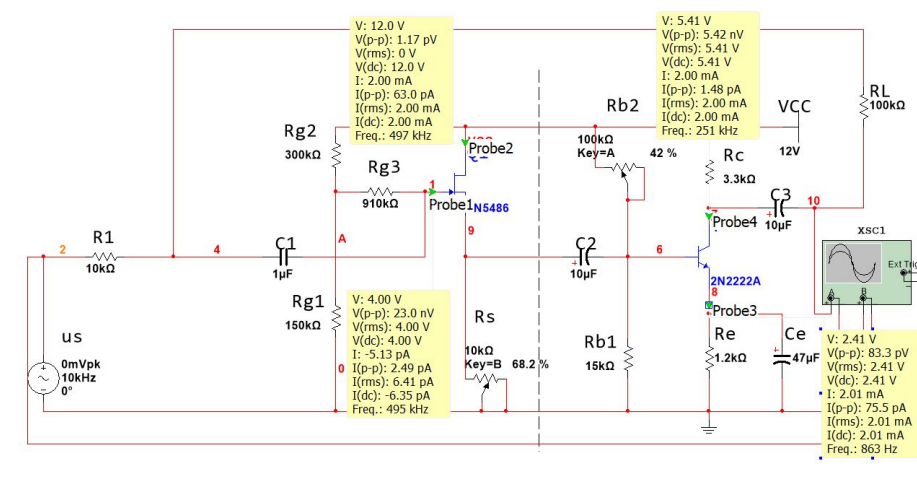 V: 12.0 V
V(p-p): 1.17 pV
V(rms): 0 V
V(dc): 12.0 V
I: 2.00 mA
I(p-p): 63.0 pA
I(rms): 2.00 mA
I(dc): 2.00 mA
Freq.: 497 kHz
V: 5.41 V
V(p-p): 5.42 nV
V(rms): 5.41 V
V(dc): 5.41 V
I: 2.00 mA
I(p-p): 1.48 pA
I(rms): 2.00 mA
I(dc): 2.00 mA
Freq.: 251 kHz
RL
100kΩ
Rb2
100kΩ
Key=A
42 %
VCC
12V
Rg2
300kΩ
Probe2
Rg3
910kΩ
1
Probe1
N5486
Rc
3.3kΩ
C3
10µF
10
Probe4
XSC1
Ext Trig
A
B
2
R1
10kΩ
4
C1
1µF
A
9
C2
10µF
6
2N2222A
8
Probe3
us
0mVpk
10kHz
0°
Rg1
150kΩ
0
V: 4.00 V
V(p-p): 23.0 nV
V(rms): 4.00 V
V(dc): 4.00 V
I: -5.13 pA
I(p-p): 2.49 pA
I(rms): 6.41 pA
I(dc): -6.35 pA
Freq.: 495 kHz
Rs
10kΩ
Key=B
68.2 %
Rb1
15kΩ
Re
1.2kΩ
Ce
47µF
V: 2.41 V
V(p-p): 83.3 pV
V(rms): 2.41 V
V(dc): 2.41 V
I: 2.01 mA
I(p-p): 75.5 pA
I(rms): 2.01 mA
I(dc): 2.01 mA
Freq.: 863 Hz